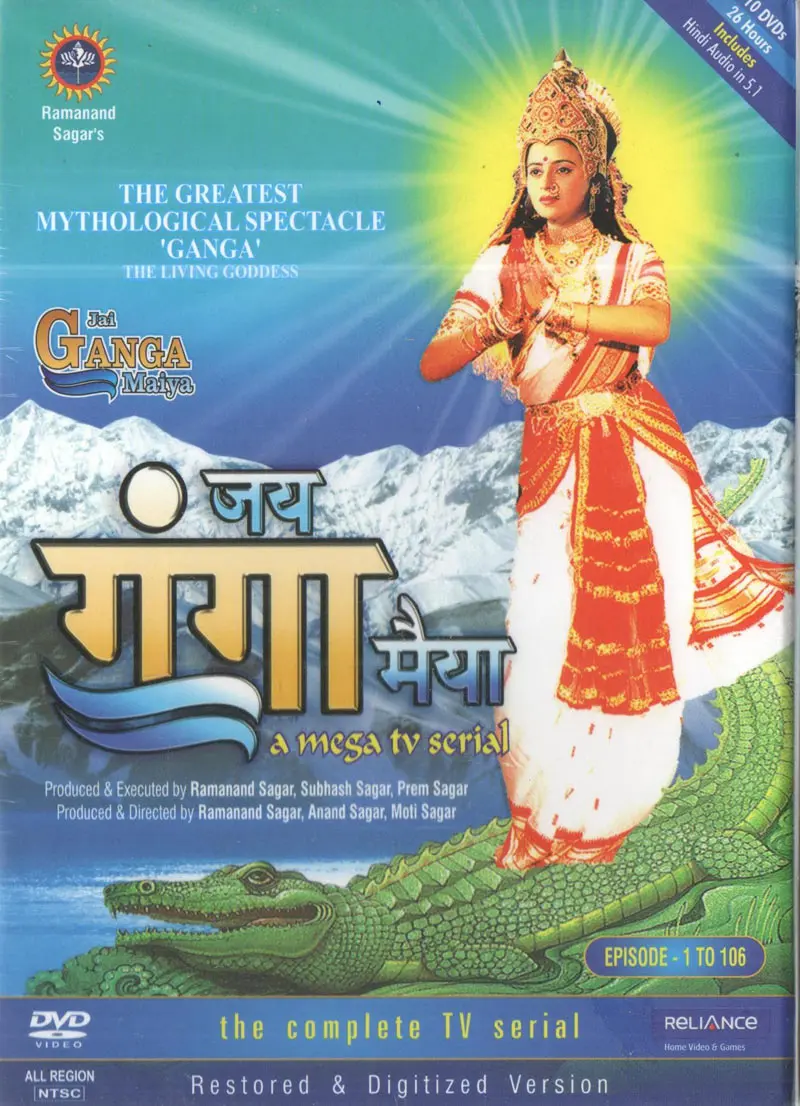 Ramanand
Sagar's
10 DVDs
26 Hours
Includes
Hindi Audio in 5.1
THE GREATEST
MYTHOLOGICAL SPECTACLE
'GANGA'
THE LIVING GODDESS
Jai
GANGA
Maiya
जय
गंगा
मैया
a mega tv serial
Produced & Executed by Ramanand Sagar, Subhash Sagar, Prem Sagar
Produced & Directed by Ramanand Sagar, Anand Sagar, Moti Sagar
EPISODE - 1 TO 106
DVD
VIDEO
the complete TV serial
RELIANCE
Home Video & Games
ALL REGION
NTSC
Restored & Digitized Version